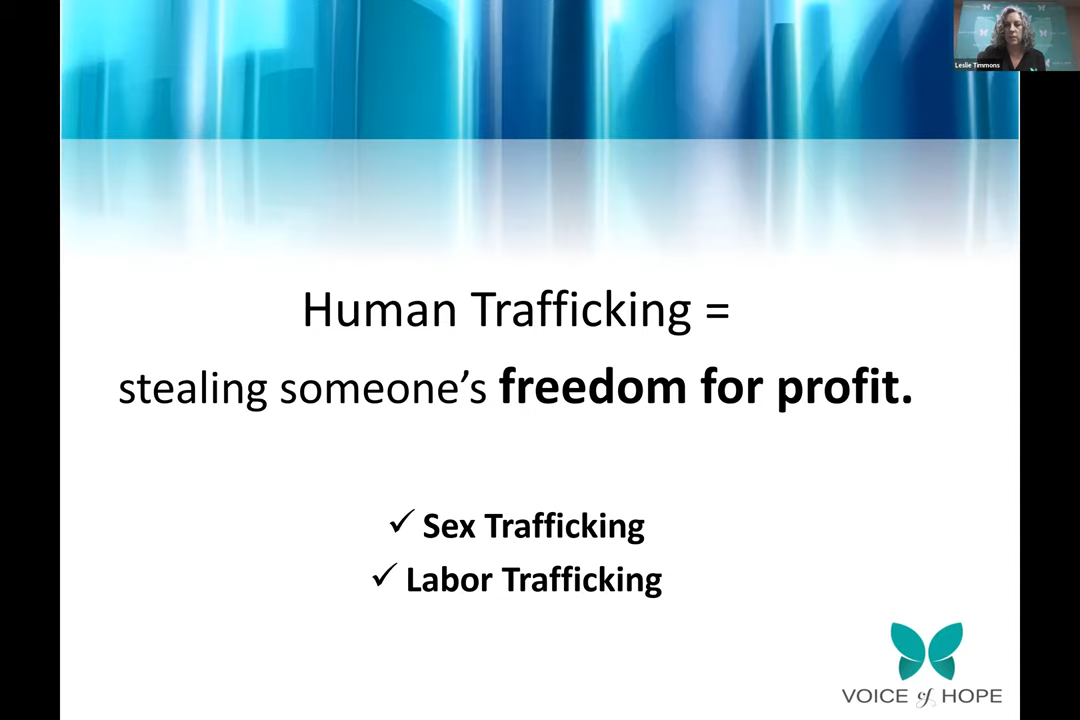 Leslie Timmons
Human Trafficking =
stealing someone’s freedom for profit.
✓ Sex Trafficking
✓ Labor Trafficking
VOICE of HOPE